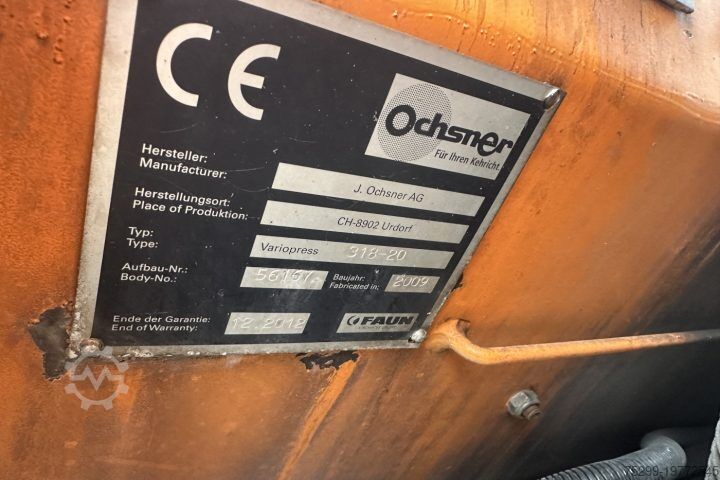 CE
Ochsner
Für Ihren Kehricht.
Hersteller:
Manufacturer:
J. Ochsner AG
Herstellungsort:
Place of Produktion:
CH-8902 Urdorf
Typ:
Type:
Variopress 318-20
Aufbau-Nr.:
Body-No.:
Baujahr:
Fabricated in:
2009
Ende der Garantie:
End of Warranty:
12.2012
FAUN